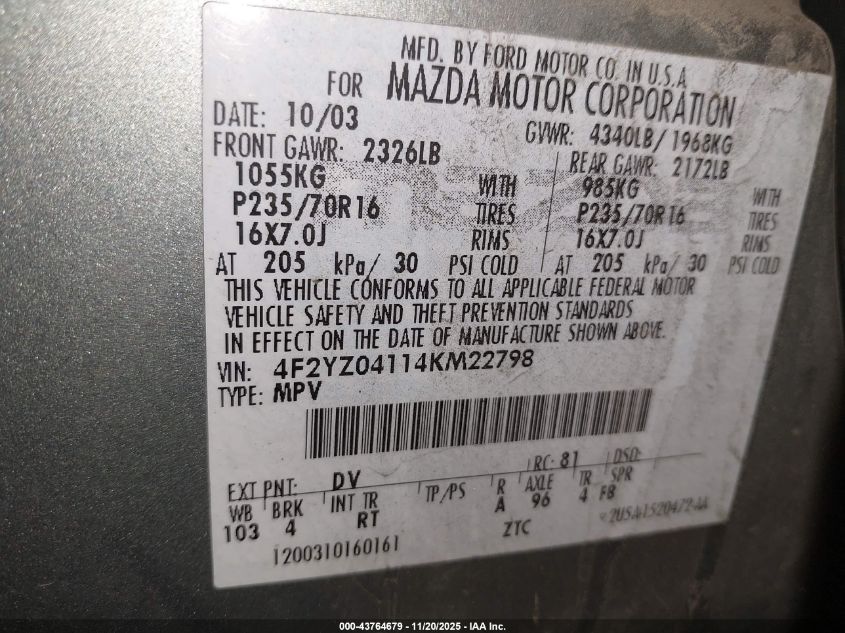 MFD. BY FORD MOTOR CO. IN U.S.A
FOR MAZDA MOTOR CORPORATION
DATE: 10/03 GVWR: 4340LB/1968KG
FRONT GAWR: 2326LB REAR GAWR: 2172LB
1055KG WITH 985KG WITH
P235/70R16 TIRES P235/70R16 TIRES
16X7.0J RIMS 16X7.0J RIMS
AT 205 kPa/ 30 PSI COLD AT 205 kPa/ 30 PSI COLD
THIS VEHICLE CONFORMS TO ALL APPLICABLE FEDERAL MOTOR
VEHICLE SAFETY AND THEFT PREVENTION STANDARDS
IN EFFECT ON THE DATE OF MANUFACTURE SHOWN ABOVE.
VIN: 4F2YZ04114KM22798
TYPE: MPV
EXT PNT: DV RC: 81 DSO:
WB BRK INT TR TP/PS R AXLE TR SPR
103 4 RT A 96 4 F8
1200310160161 ZTC
000-43764679 - 11/20/2025 - IAA Inc.